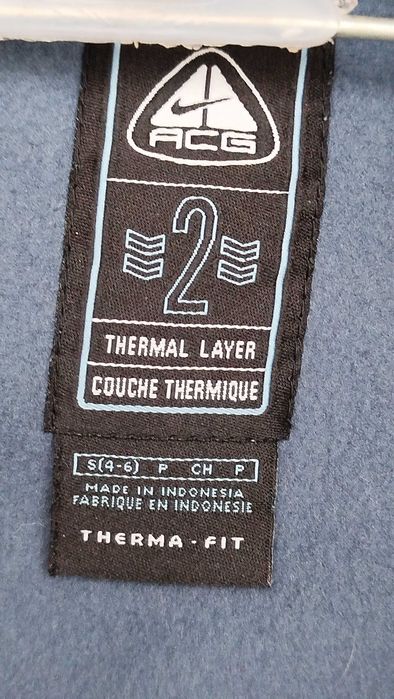 ACG
2
THERMAL LAYER
COUCHE THERMIQUE
S(4-6) P CH P
MADE IN INDONESIA
FABRIQUE EN INDONESIE
THERMA-FIT